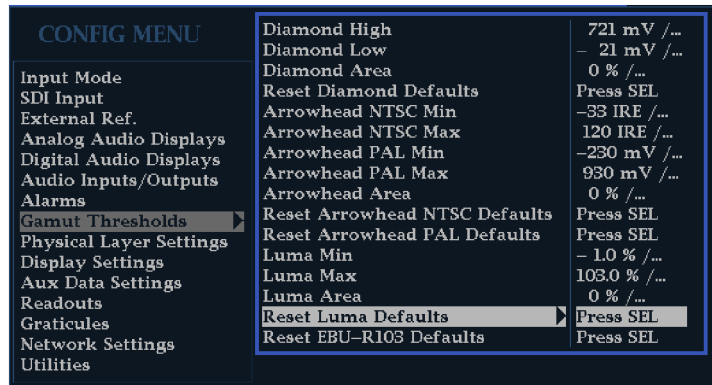 CONFIG MENU
Input Mode
SDI Input
External Ref.
Analog Audio Displays
Digital Audio Displays
Audio Inputs/Outputs
Alarms
Gamut Thresholds
Physical Layer Settings
Display Settings
Aux Data Settings
Readouts
Graticules
Network Settings
Utilities
Diamond High 721 mV /...
Diamond Low – 21 mV /...
Diamond Area 0 % /...
Reset Diamond Defaults Press SEL
Arrowhead NTSC Min –33 IRE /...
Arrowhead NTSC Max 120 IRE /...
Arrowhead PAL Min –230 mV /...
Arrowhead PAL Max 930 mV /...
Arrowhead Area 0 % /...
Reset Arrowhead NTSC Defaults Press SEL
Reset Arrowhead PAL Defaults Press SEL
Luma Min – 1.0 % /...
Luma Max 103.0 % /...
Luma Area 0 % /...
Reset Luma Defaults Press SEL
Reset EBU–R103 Defaults Press SEL